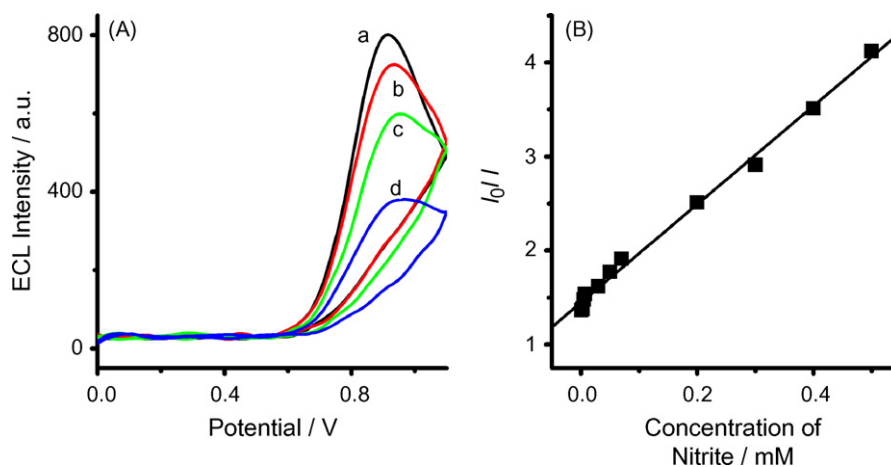 (A)
800
400
0
ECL Intensity / a.u.
a
b
c
d
0.0 0.4 0.8
Potential / V
(B)
4
3
2
1
I₀/ I
0.0 0.2 0.4
Concentration of
Nitrite / mM